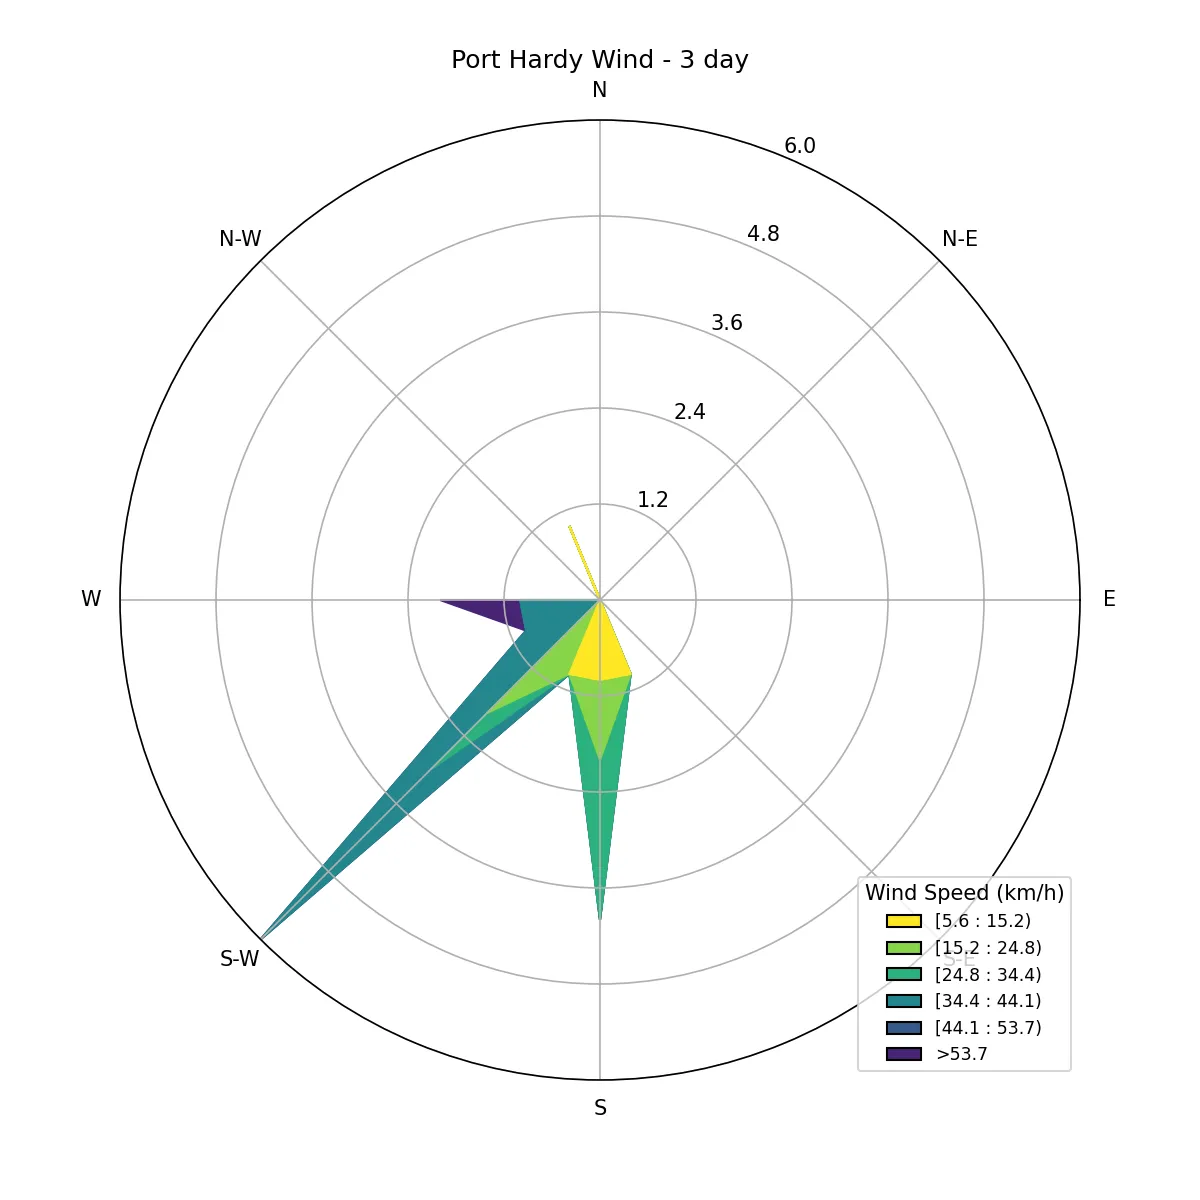 Port Hardy Wind - 3 day
N
6.0
N-W
N-E
4.8
3.6
2.4
1.2
W
E
S-W
S-E
S
Wind Speed (km/h)
[5.6 : 15.2)
[15.2 : 24.8)
[24.8 : 34.4)
[34.4 : 44.1)
[44.1 : 53.7)
>53.7